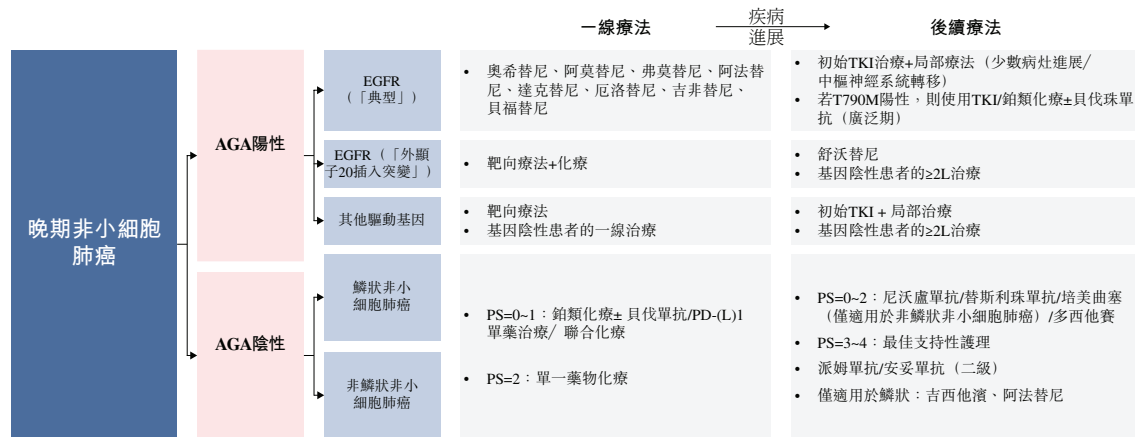 一線療法
疾病
進展
後續療法
晚期非小細胞
肺癌
AGA陽性
EGFR
（「典型」）
• 奧希替尼、阿莫替尼、弗莫替尼、阿法替
尼、達克替尼、厄洛替尼、吉非替尼、
貝福替尼
• 初始TKI治療+局部療法（少數病灶進展/
中樞神經系統轉移）
• 若T790M陽性，則使用TKI/鉑類化療±貝伐珠單
抗（廣泛期）
EGFR（「外顯
子20插入突變」）
• 靶向療法+化療
• 舒沃替尼
• 基因陰性患者的≥2L治療
其他驅動基因
• 靶向療法
• 基因陰性患者的一線治療
• 初始TKI + 局部治療
• 基因陰性患者的≥2L治療
AGA陰性
鱗狀非小
細胞肺癌
非鱗狀非小
細胞肺癌
• PS=0~1：鉑類化療± 貝伐單抗/PD-(L)1
單藥治療/ 聯合化療
• PS=2：單一藥物化療
• PS=0~2：尼沃盧單抗/替斯利珠單抗/培美曲塞
（僅適用於非鱗狀非小細胞肺癌）/多西他賽
• PS=3~4：最佳支持性護理
• 派姆單抗/安妥單抗（二級）
• 僅適用於鱗狀：吉西他濱、阿法替尼